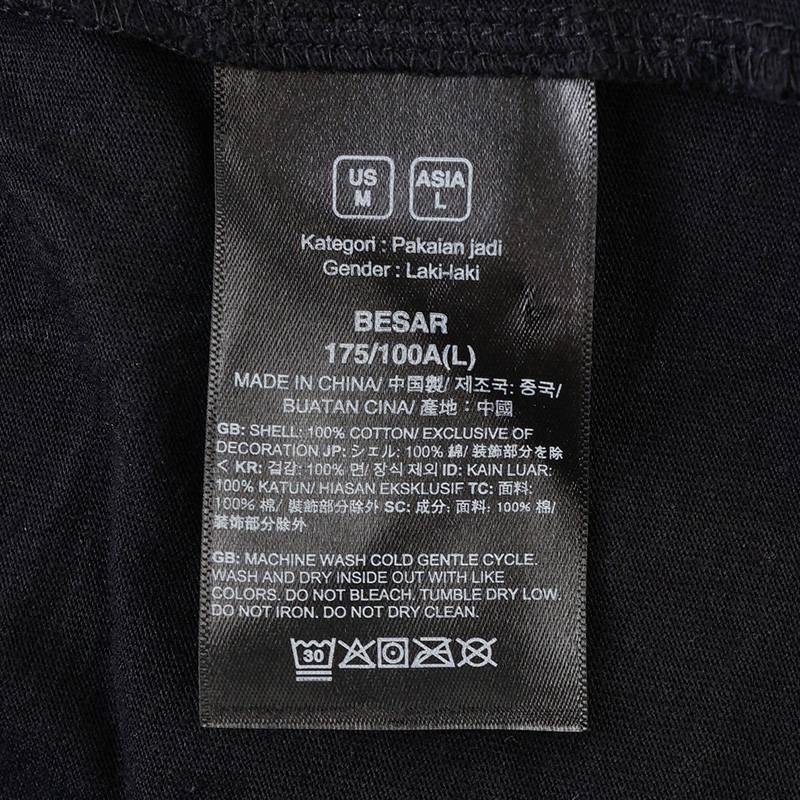 US ASIA
M L
Kategori : Pakaian jadi
Gender : Laki-laki
BESAR
175/100A(L)
MADE IN CHINA/ 中国製/ 제조국: 중국/
BUATAN CINA/ 產地：中國
GB: SHELL: 100% COTTON/ EXCLUSIVE OF
DECORATION JP: シェル: 100% 綿/ 装飾部分を除
く KR: 겉감: 100% 면/ 장식 제외 ID: KAIN LUAR:
100% KATUN/ HIASAN EKSKLUSIF TC: 面料:
100% 棉/ 裝飾部分除外 SC: 成分: 面料: 100% 棉/
装饰部分除外
GB: MACHINE WASH COLD GENTLE CYCLE.
WASH AND DRY INSIDE OUT WITH LIKE
COLORS. DO NOT BLEACH. TUMBLE DRY LOW.
DO NOT IRON. DO NOT DRY CLEAN.
30